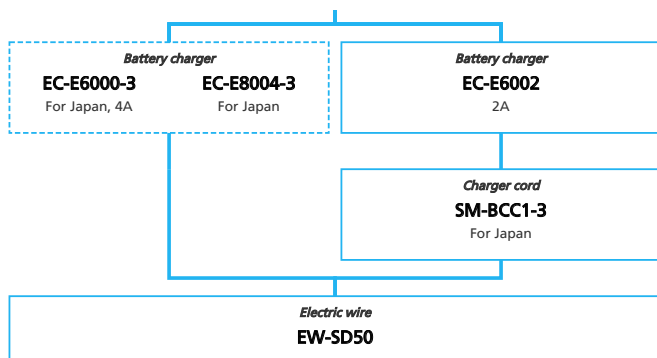 Battery charger
EC-E6000-3 EC-E8004-3
For Japan, 4A For Japan
Battery charger
EC-E6002
2A
Charger cord
SM-BCC1-3
For Japan
Electric wire
EW-SD50